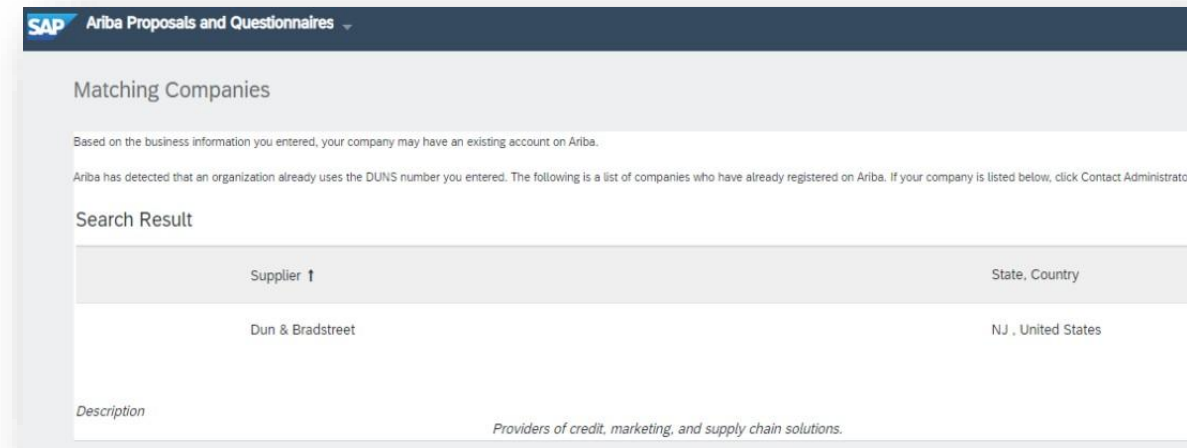 SAP Ariba Proposals and Questionnaires
Matching Companies
Based on the business information you entered, your company may have an existing account on Ariba.
Ariba has detected that an organization already uses the DUNS number you entered. The following is a list of companies who have already registered on Ariba. If your company is listed below, click Contact Administrato
Search Result
Supplier ↑ State, Country
Dun & Bradstreet NJ , United States
Description
Providers of credit, marketing, and supply chain solutions.